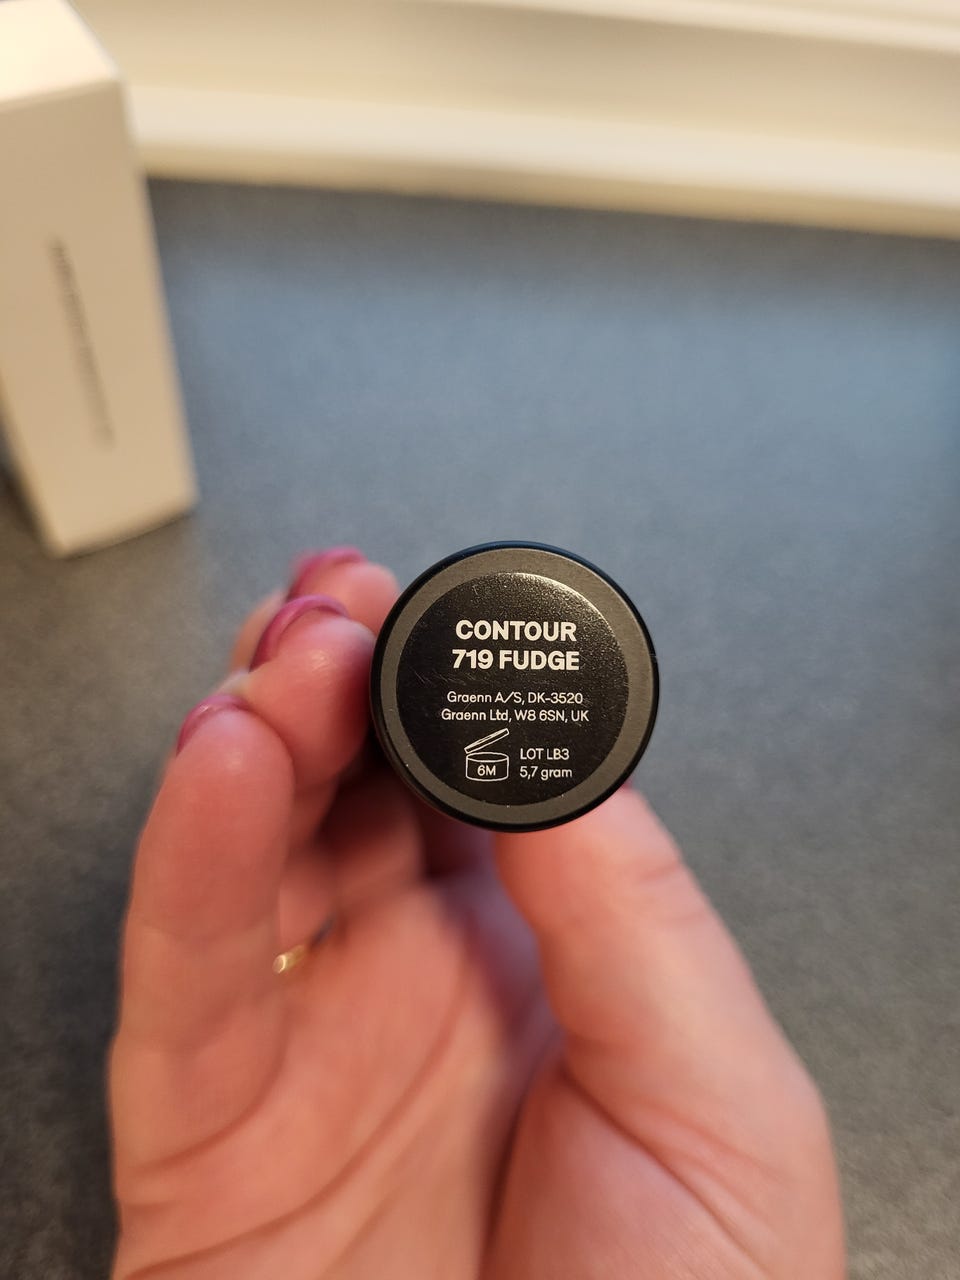 CONTOUR
719 FUDGE
Graenn A/S, DK-3520
Graenn Ltd, W8 6SN, UK
6M
LOT LB3
5,7 gram